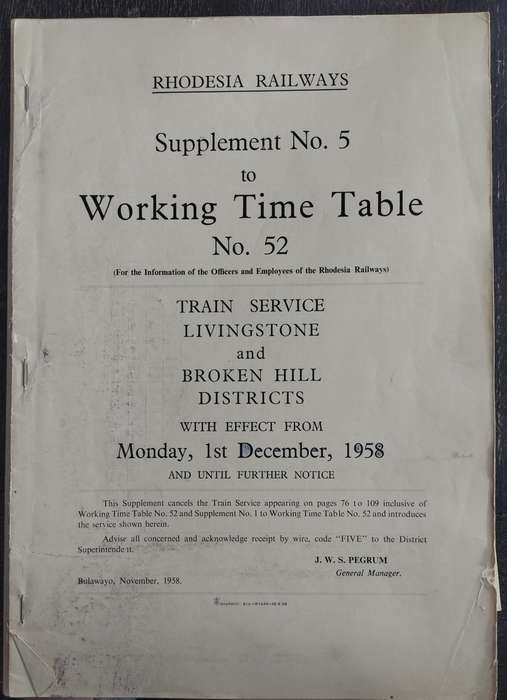 RHODESIA RAILWAYS
Supplement No. 5
to
Working Time Table
No. 52
(For the Information of the Officers and Employees of the Rhodesia Railways)
TRAIN SERVICE
LIVINGSTONE
and
BROKEN HILL
DISTRICTS
WITH EFFECT FROM
Monday, 1st December, 1958
AND UNTIL FURTHER NOTICE
This Supplement cancels the Train Service appearing on pages 76 to 109 inclusive of
Working Time Table No. 52 and Supplement No. 1 to Working Time Table No. 52 and introduces
the service shown herein.
Advise all concerned and acknowledge receipt by wire, code "FIVE" to the District
Superintendent.
J. W. S. PEGRUM
General Manager.
Bulawayo, November, 1958.